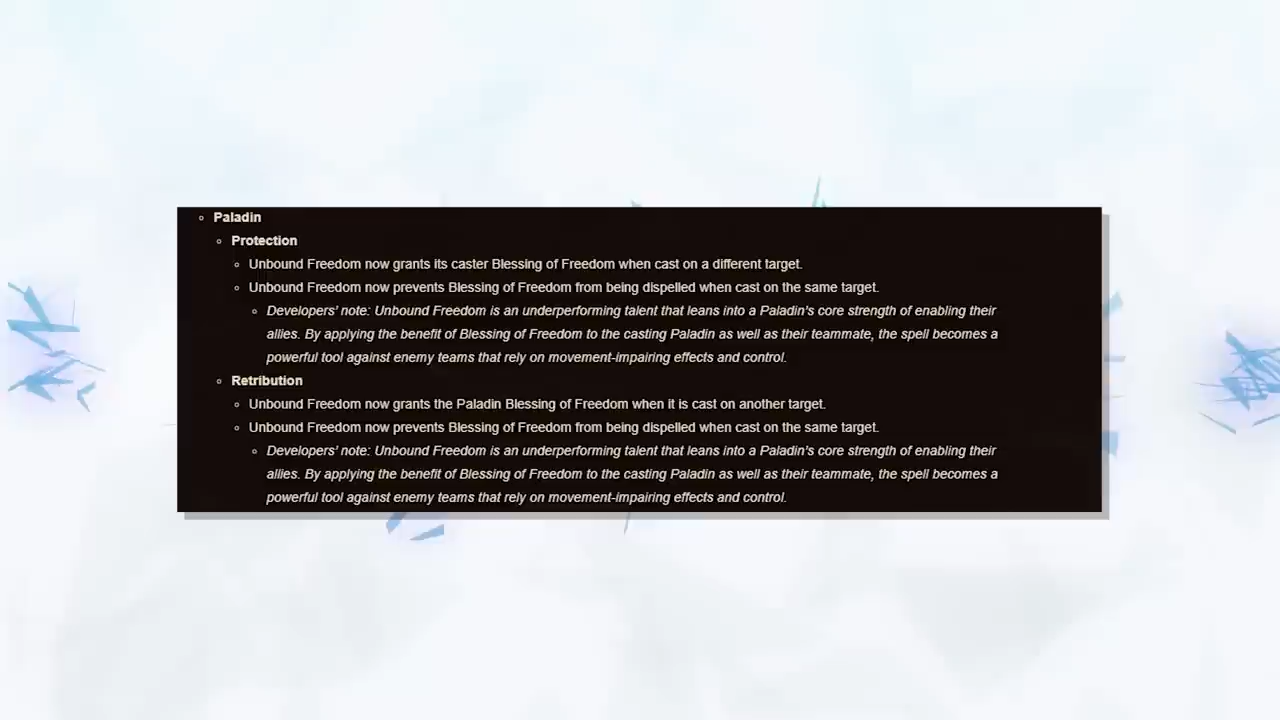 Paladin
Protection
Unbound Freedom now grants its caster Blessing of Freedom when cast on a different target.
Unbound Freedom now prevents Blessing of Freedom from being dispelled when cast on the same target.
Developers’ note: Unbound Freedom is an underperforming talent that leans into a Paladin’s core strength of enabling their
allies. By applying the benefit of Blessing of Freedom to the casting Paladin as well as their teammate, the spell becomes a
powerful tool against enemy teams that rely on movement-impairing effects and control.
Retribution
Unbound Freedom now grants the Paladin Blessing of Freedom when it is cast on another target.
Unbound Freedom now prevents Blessing of Freedom from being dispelled when cast on the same target.
Developers’ note: Unbound Freedom is an underperforming talent that leans into a Paladin’s core strength of enabling their
allies. By applying the benefit of Blessing of Freedom to the casting Paladin as well as their teammate, the spell becomes a
powerful tool against enemy teams that rely on movement-impairing effects and control.